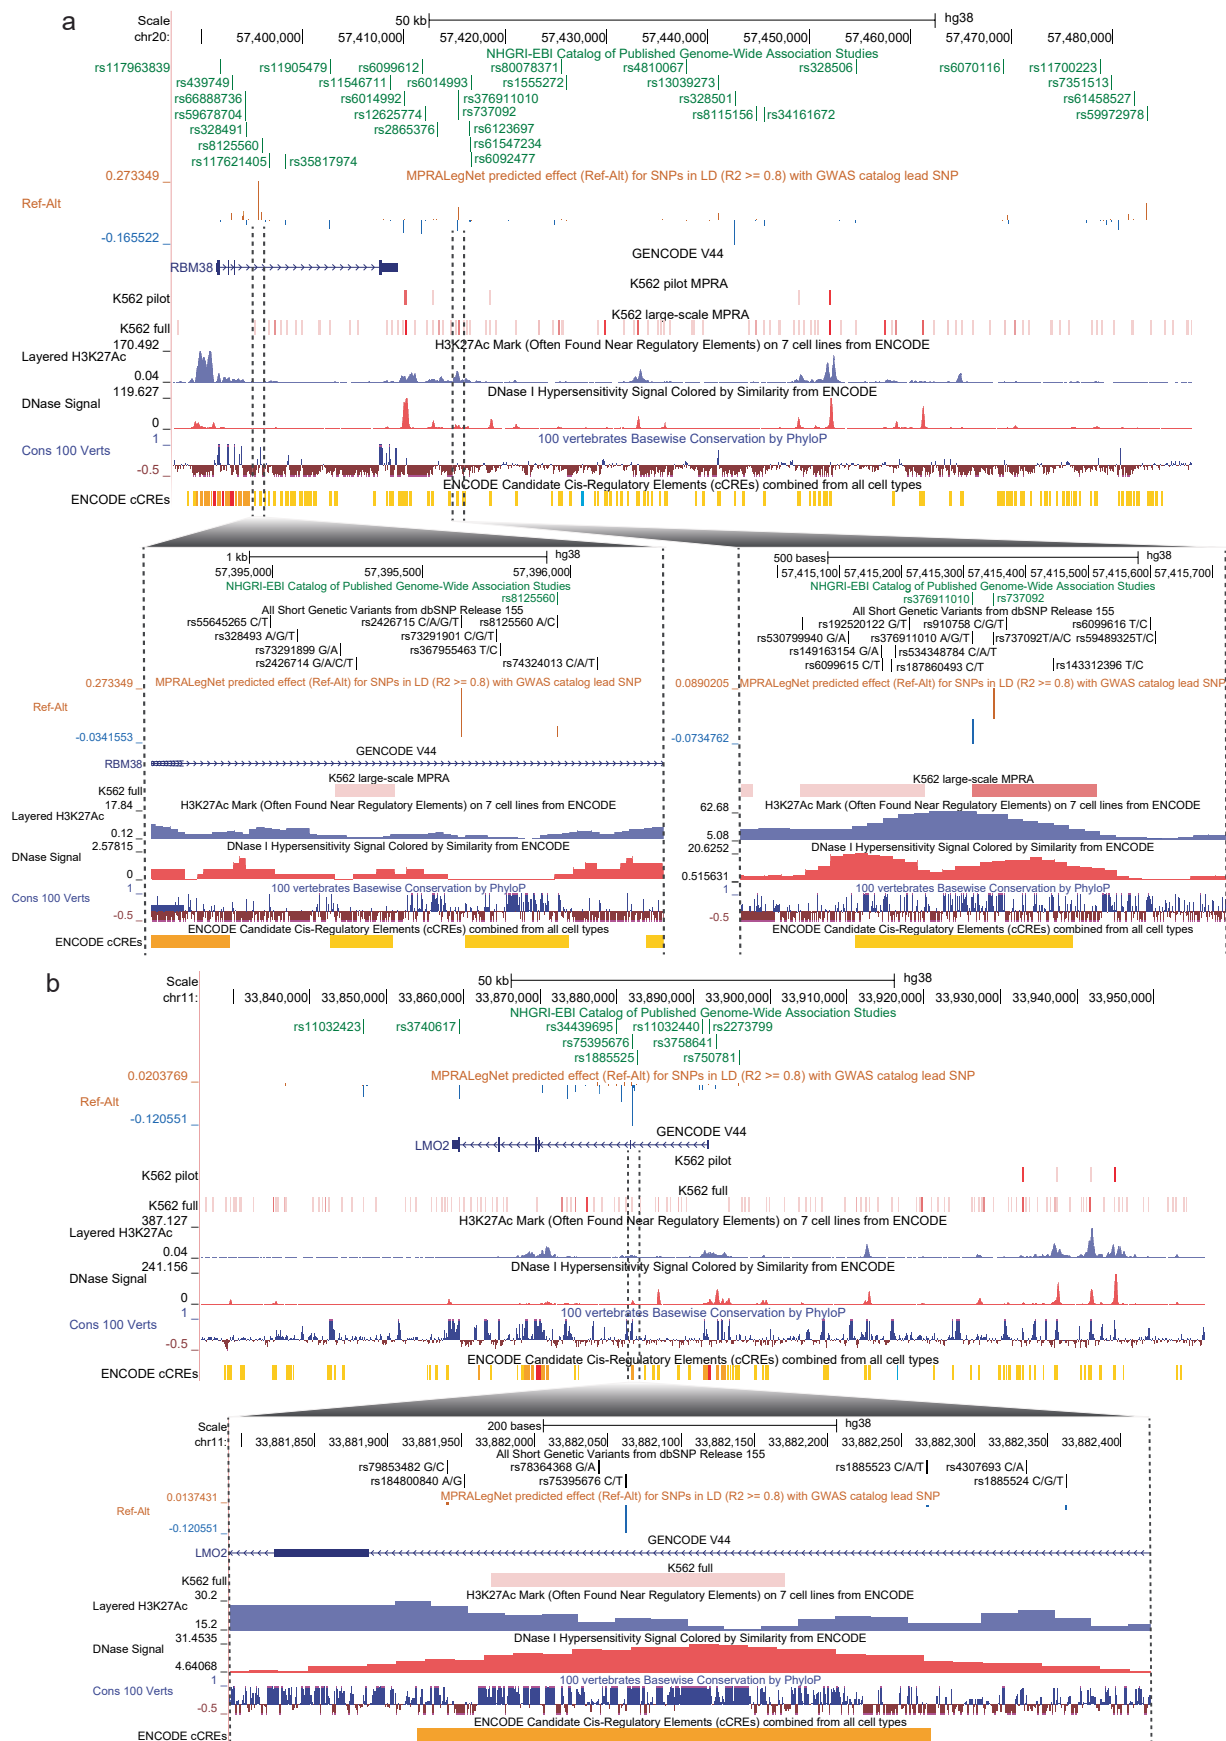 a
Scale 50 kb hg38
chr20: 57,400,000 57,410,000 57,420,000 57,430,000 57,440,000 57,450,000 57,460,000 57,470,000 57,480,000
NHGRI-EBI Catalog of Published Genome-Wide Association Studies
rs117963839 rs11905479 rs6099612 rs80078371 rs4810067 rs328506 rs6070116 rs11700223
rs439749 rs11546711 rs6014993 rs1555272 rs13039273 rs7351513
rs66888736 rs6014992 rs376911010 rs328501 rs61458527
rs59678704 rs12625774 rs737092 rs8115156 rs34161672 rs59972978
rs328491 rs2865376 rs6123697
rs8125560 rs61547234
rs117621405 rs35817974 rs6092477
0.273349 MPRALegNet predicted effect (Ref-Alt) for SNPs in LD (R2 >= 0.8) with GWAS catalog lead SNP
Ref-Alt
-0.165522
GENCODE V44
RBM38
K562 pilot MPRA
K562 pilot
K562 large-scale MPRA
K562 full
170.492 H3K27Ac Mark (Often Found Near Regulatory Elements) on 7 cell lines from ENCODE
Layered H3K27Ac
0.04
119.627 DNase I Hypersensitivity Signal Colored by Similarity from ENCODE
DNase Signal
0
1 100 vertebrates Basewise Conservation by PhyloP
Cons 100 Verts
-0.5
ENCODE Candidate Cis-Regulatory Elements (cCREs) combined from all cell types
ENCODE cCREs
1 kb hg38
57,395,000 57,395,500 57,396,000
NHGRI-EBI Catalog of Published Genome-Wide Association Studies
rs8125560
All Short Genetic Variants from dbSNP Release 155
rs55645265 C/T rs2426715 C/A/G/T rs8125560 A/C
rs328493 A/G/T rs73291901 C/G/T
rs73291899 G/A rs367955463 T/C
rs2426714 G/A/C/T rs74324013 C/A/T
0.273349 MPRALegNet predicted effect (Ref-Alt) for SNPs in LD (R2 >= 0.8) with GWAS catalog lead SNP
Ref-Alt
-0.0341553
GENCODE V44
RBM38
K562 large-scale MPRA
K562 full
17.84 H3K27Ac Mark (Often Found Near Regulatory Elements) on 7 cell lines from ENCODE
Layered H3K27Ac
0.12
2.57815 DNase I Hypersensitivity Signal Colored by Similarity from ENCODE
DNase Signal
0
1 100 vertebrates Basewise Conservation by PhyloP
Cons 100 Verts
-0.5
ENCODE Candidate Cis-Regulatory Elements (cCREs) combined from all cell types
ENCODE cCREs
500 bases hg38
57,415,100 57,415,200 57,415,300 57,415,400 57,415,500 57,415,600 57,415,700
NHGRI-EBI Catalog of Published Genome-Wide Association Studies
rs376911010 rs737092
All Short Genetic Variants from dbSNP Release 155
rs192520122 G/T rs910758 C/G/T rs6099616 T/C
rs530799940 G/A rs376911010 A/G/T rs737092T/A/C rs59489325T/C
rs149163154 G/A rs534348784 C/A/T
rs6099615 C/T rs187860493 C/T rs143312396 T/C
0.0890205 MPRALegNet predicted effect (Ref-Alt) for SNPs in LD (R2 >= 0.8) with GWAS catalog lead SNP
-0.0734762
K562 large-scale MPRA
62.68 H3K27Ac Mark (Often Found Near Regulatory Elements) on 7 cell lines from ENCODE
5.08
20.6252 DNase I Hypersensitivity Signal Colored by Similarity from ENCODE
0.515631
1 100 vertebrates Basewise Conservation by PhyloP
-0.5
ENCODE Candidate Cis-Regulatory Elements (cCREs) combined from all cell types
b
Scale 50 kb hg38
chr11: 33,840,000 33,850,000 33,860,000 33,870,000 33,880,000 33,890,000 33,900,000 33,910,000 33,920,000 33,930,000 33,940,000 33,950,000
NHGRI-EBI Catalog of Published Genome-Wide Association Studies
rs11032423 rs3740617 rs34439695 rs11032440 rs2273799
rs75395676 rs3758641
rs1885525 rs750781
0.0203769 MPRALegNet predicted effect (Ref-Alt) for SNPs in LD (R2 >= 0.8) with GWAS catalog lead SNP
Ref-Alt
-0.120551
GENCODE V44
LMO2
K562 pilot
K562 pilot
K562 full
K562 full
387.127 H3K27Ac Mark (Often Found Near Regulatory Elements) on 7 cell lines from ENCODE
Layered H3K27Ac
0.04
241.156 DNase I Hypersensitivity Signal Colored by Similarity from ENCODE
DNase Signal
0
1 100 vertebrates Basewise Conservation by PhyloP
Cons 100 Verts
-0.5
ENCODE Candidate Cis-Regulatory Elements (cCREs) combined from all cell types
ENCODE cCREs
Scale 200 bases hg38
chr11: 33,881,850 33,881,900 33,881,950 33,882,000 33,882,050 33,882,100 33,882,150 33,882,200 33,882,250 33,882,300 33,882,350 33,882,400
All Short Genetic Variants from dbSNP Release 155
rs79853482 G/C rs78364368 G/A rs1885523 C/A/T rs4307693 C/A
rs184800840 A/G rs75395676 C/T rs1885524 C/G/T
0.0137431 MPRALegNet predicted effect (Ref-Alt) for SNPs in LD (R2 >= 0.8) with GWAS catalog lead SNP
Ref-Alt
-0.120551
GENCODE V44
LMO2
K562 full
K562 full
30.2 H3K27Ac Mark (Often Found Near Regulatory Elements) on 7 cell lines from ENCODE
Layered H3K27Ac
15.2
31.4535 DNase I Hypersensitivity Signal Colored by Similarity from ENCODE
DNase Signal
4.64068
1 100 vertebrates Basewise Conservation by PhyloP
Cons 100 Verts
-0.5
ENCODE Candidate Cis-Regulatory Elements (cCREs) combined from all cell types
ENCODE cCREs